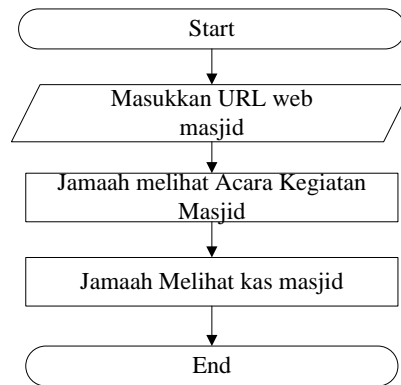 Start
Masukkan URL web
masjid
Jamaah melihat Acara Kegiatan
Masjid
Jamaah Melihat kas masjid
End